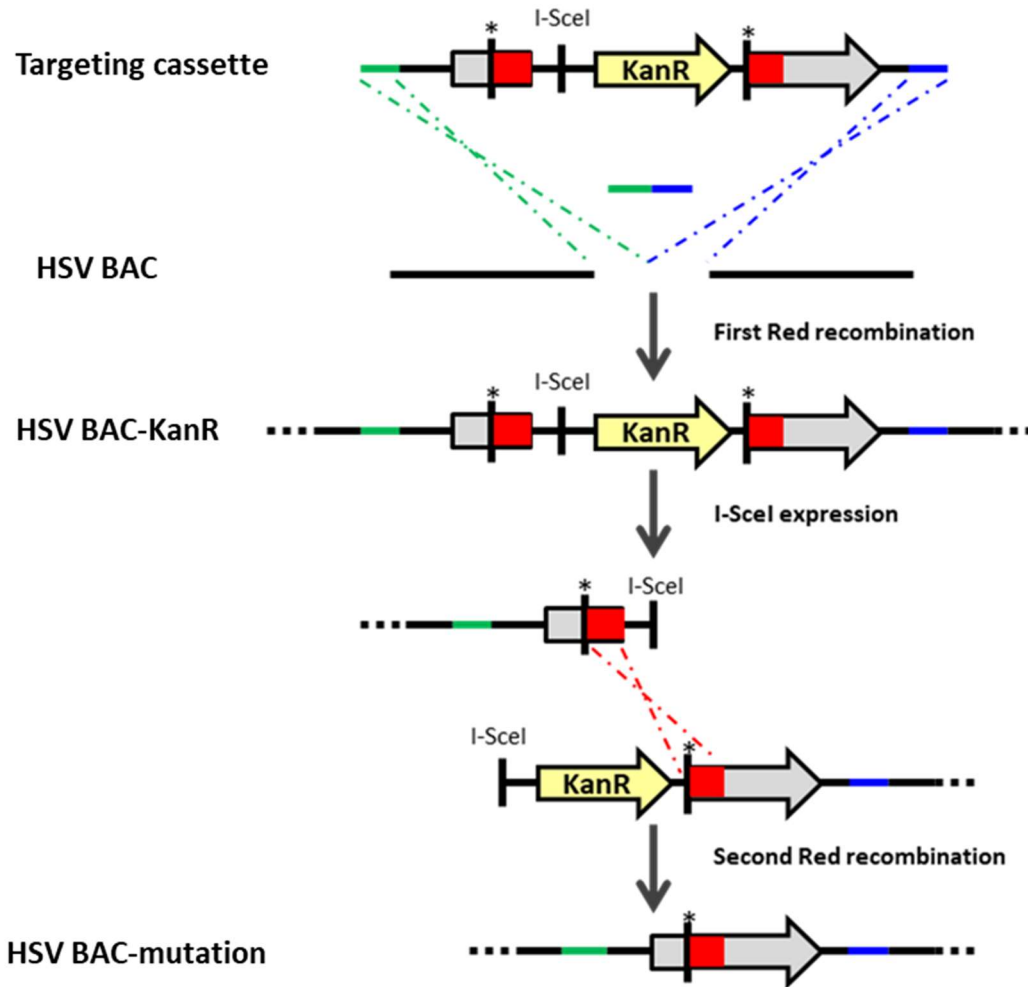 I-SceI
* *
Targeting cassette
KanR
HSV BAC
First Red recombination
I-SceI
* *
HSV BAC-KanR
KanR
I-SceI expression
* I-SceI
I-SceI
*
KanR
Second Red recombination
*
HSV BAC-mutation